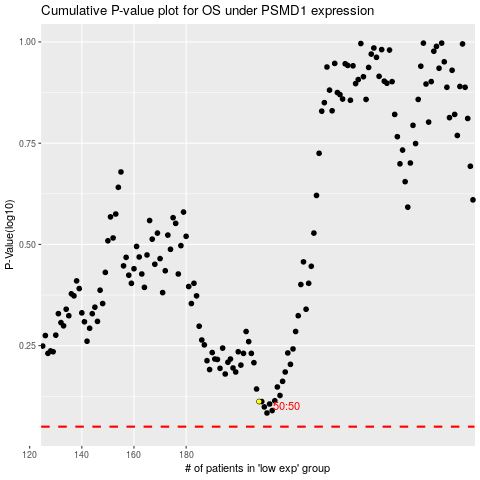 Cumulative P-value plot for OS under PSMD1 expression
P-Value(log10)
1.00
0.75
0.50
0.25
50:50
120 140 160 180
# of patients in 'low exp' group